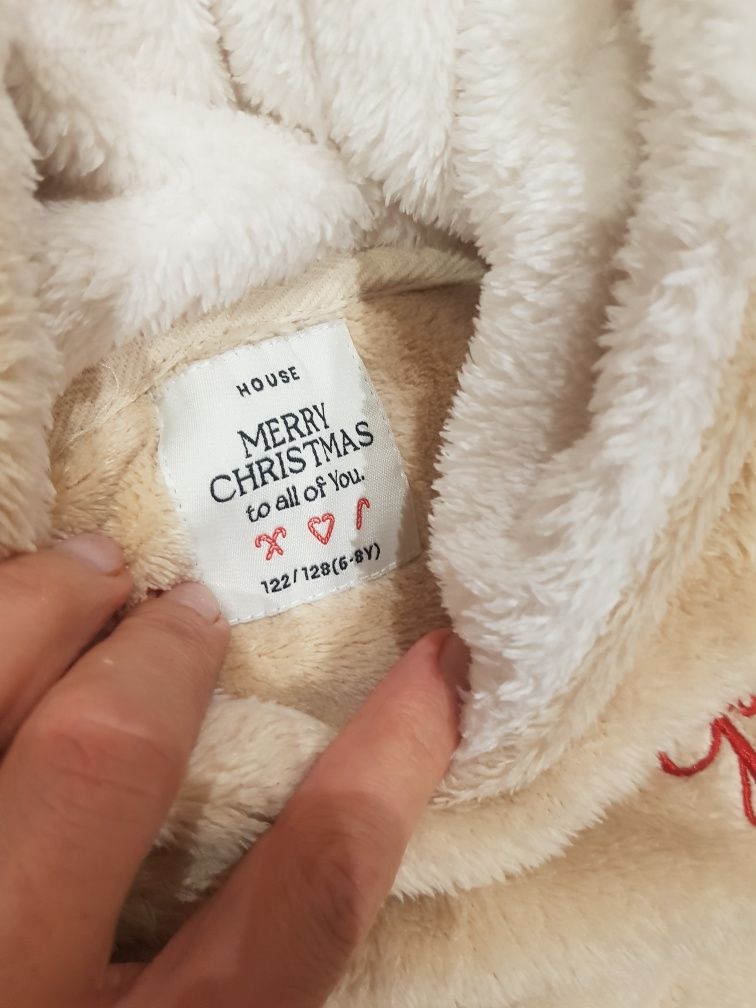 HOUSE
MERRY
CHRISTMAS
to all of You.
122/128(6-8Y)